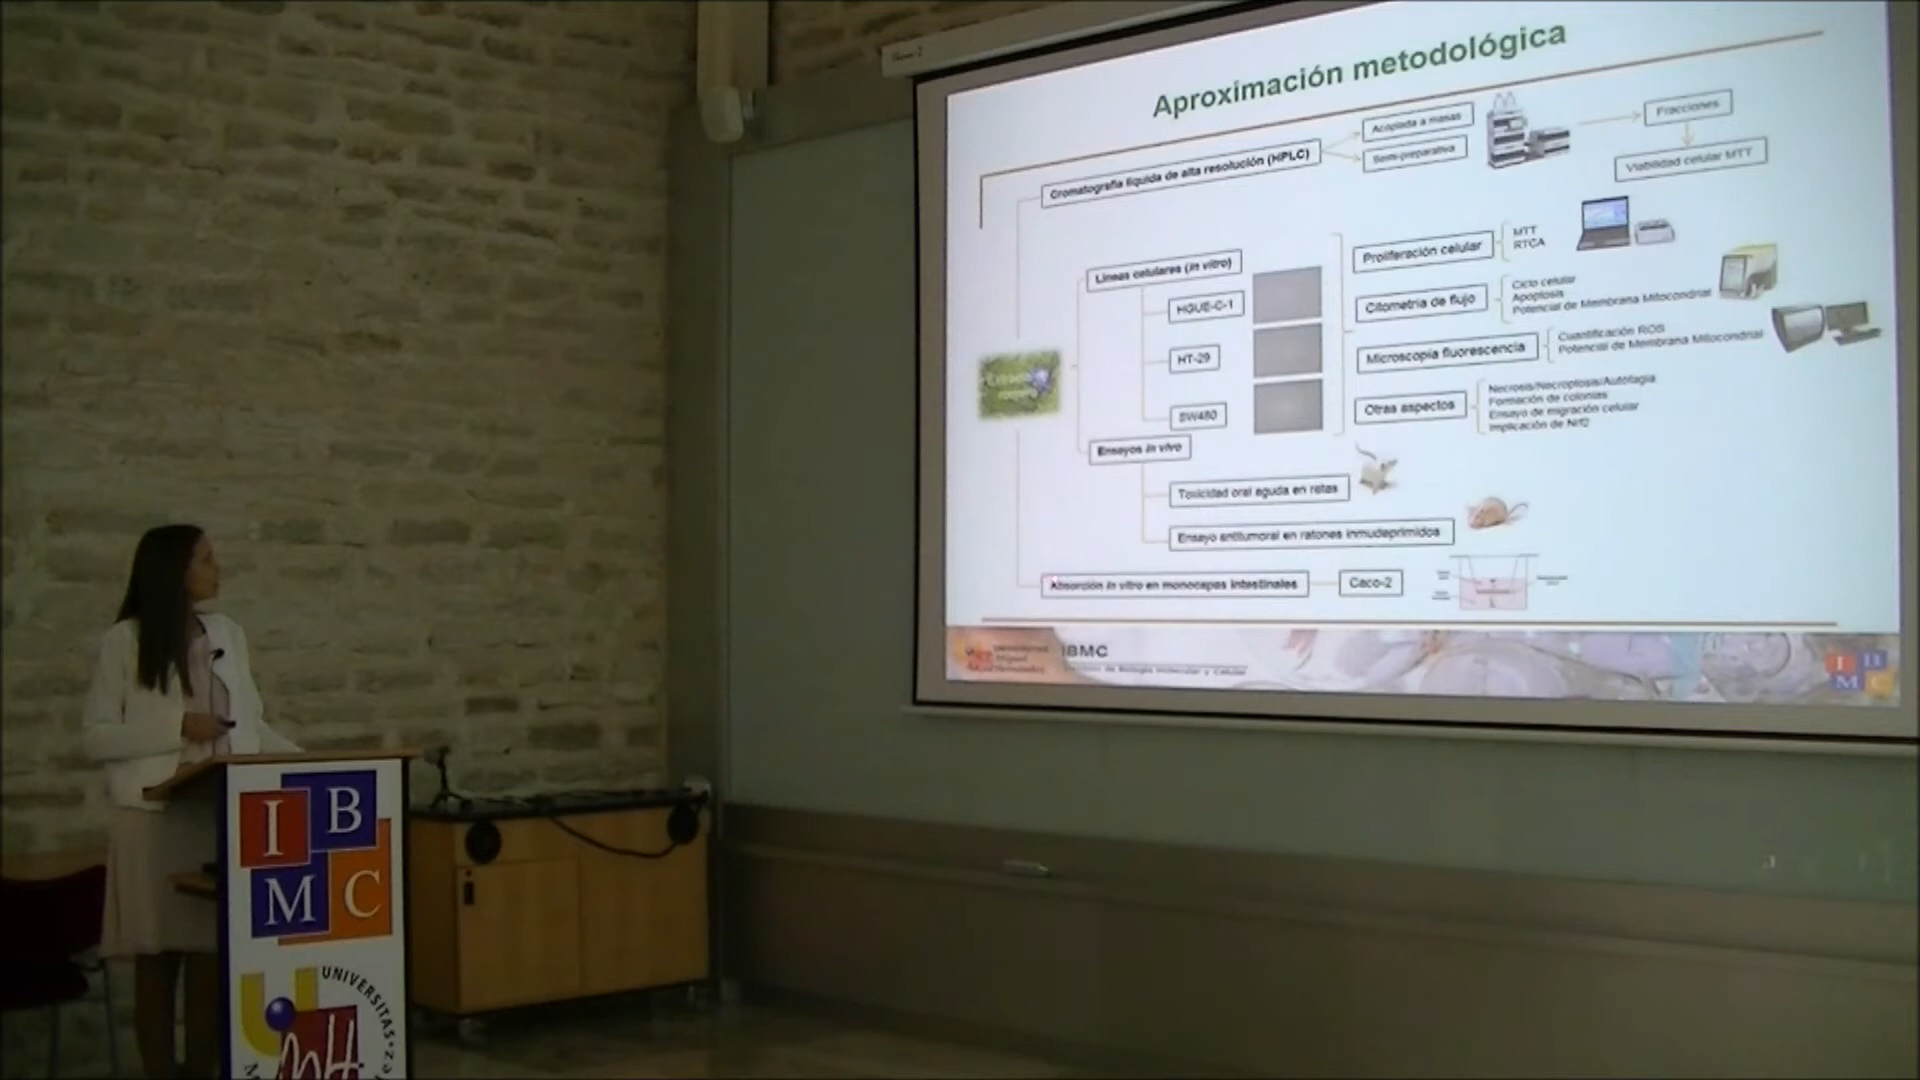 Aproximación metodológica
Cromatografía líquida de alta resolución (HPLC)
Acoplada a masas
Semi-preparativa
Fracciones
Viabilidad celular MTT
Líneas celulares (in vitro)
HGUE-C-1
HT-29
SW480
Proliferación celular
MTT
RTCA
Citometría de flujo
Ciclo celular
Apoptosis
Potencial de Membrana Mitocondrial
Microscopía fluorescencia
Cuantificación ROS
Potencial de Membrana Mitocondrial
Otros aspectos
Necrosis/Necroptosis/Autofagia
Formación de colonias
Ensayo de migración celular
Implicación de Nrf2
Ensayos in vivo
Toxicidad oral aguda en ratas
Ensayo antitumoral en ratones inmudeprimidos
Absorción in vitro en monocapas intestinales
Caco-2
IBMC
de Biología Molecular y Celular
I B
M C
I B
M C
UNIVERSITAS